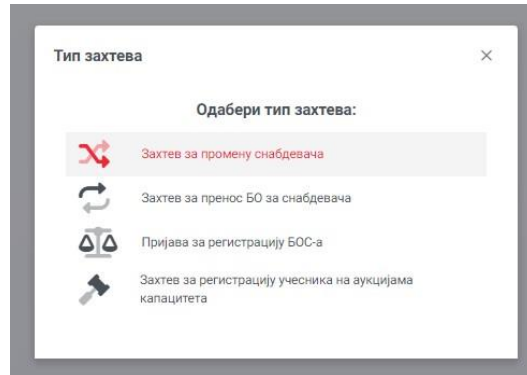 Тип захтева
Одабери тип захтева:
Захтев за промену снабдевача
Захтев за пренос БО за снабдевача
Пријава за регистрацију БОС-а
Захтев за регистрацију учесника на аукцијама
капацитета